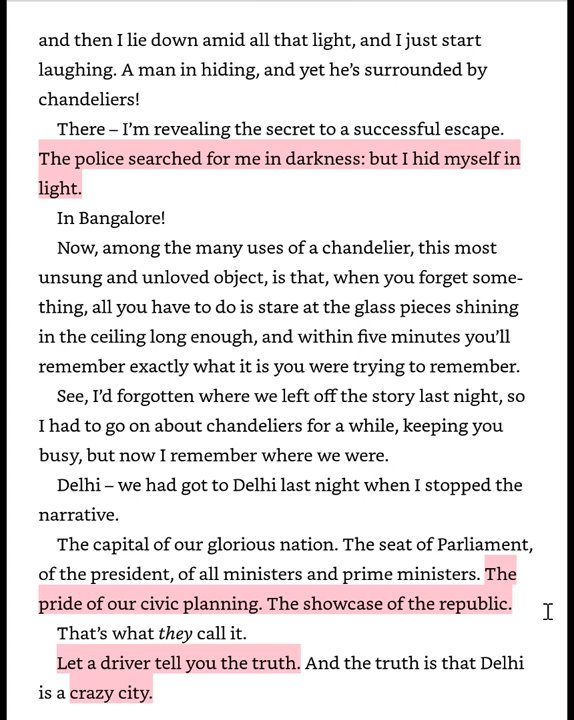 and then I lie down amid all that light, and I just start
laughing. A man in hiding, and yet he’s surrounded by
chandeliers!
There – I’m revealing the secret to a successful escape.
The police searched for me in darkness: but I hid myself in
light.
In Bangalore!
Now, among the many uses of a chandelier, this most
unsung and unloved object, is that, when you forget some-
thing, all you have to do is stare at the glass pieces shining
in the ceiling long enough, and within five minutes you’ll
remember exactly what it is you were trying to remember.
See, I’d forgotten where we left off the story last night, so
I had to go on about chandeliers for a while, keeping you
busy, but now I remember where we were.
Delhi – we had got to Delhi last night when I stopped the
narrative.
The capital of our glorious nation. The seat of Parliament,
of the president, of all ministers and prime ministers. The
pride of our civic planning. The showcase of the republic.
That’s what they call it.
Let a driver tell you the truth. And the truth is that Delhi
is a crazy city.